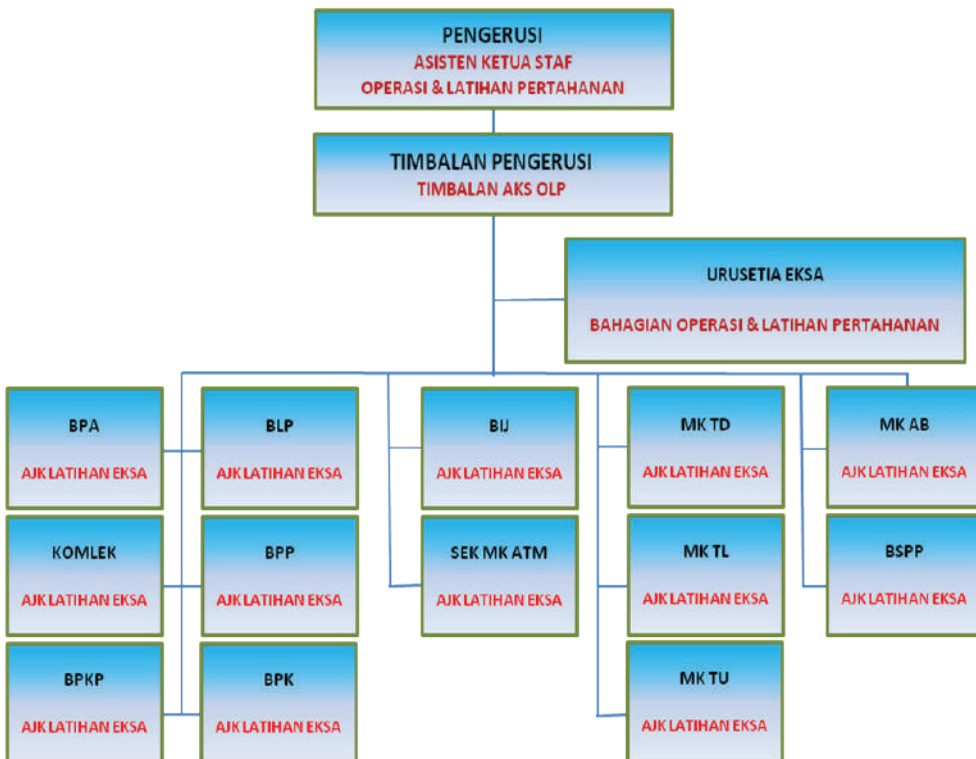 PENGERUSI
ASISTEN KETUA STAF
OPERASI & LATIHAN PERTAHANAN
TIMBALAN PENGERUSI
TIMBALAN AKS OLP
URUSETIA EKSA
BAHAGIAN OPERASI & LATIHAN PERTAHANAN
BPA
AJK LATIHAN EKSA
BLP
AJK LATIHAN EKSA
BIJ
AJK LATIHAN EKSA
MK TD
AJK LATIHAN EKSA
MK AB
AJK LATIHAN EKSA
KOMLEK
AJK LATIHAN EKSA
BPP
AJK LATIHAN EKSA
SEK MK ATM
AJK LATIHAN EKSA
MK TL
AJK LATIHAN EKSA
BSPP
AJK LATIHAN EKSA
BPKP
AJK LATIHAN EKSA
BPK
AJK LATIHAN EKSA
MK TU
AJK LATIHAN EKSA